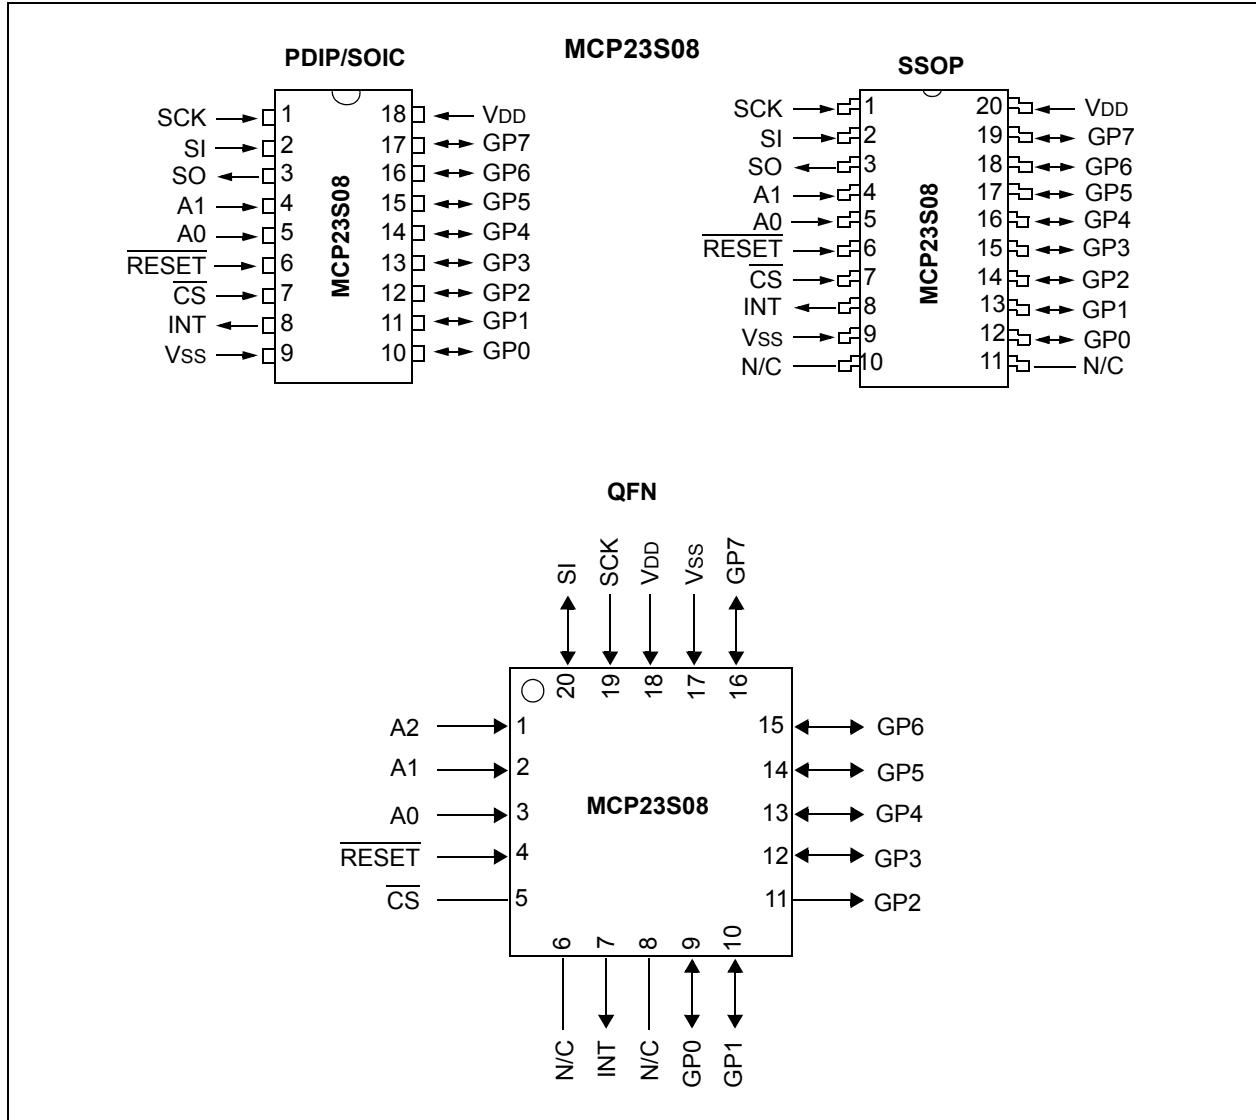 MCP23S08
PDIP/SOIC
SCK 1 18 VDD
SI 2 17 GP7
SO 3 16 GP6
A1 4 15 GP5
A0 5 14 GP4
RESET 6 13 GP3
CS 7 12 GP2
INT 8 11 GP1
VSS 9 10 GP0
MCP23S08
SSOP
SCK 1 20 VDD
SI 2 19 GP7
SO 3 18 GP6
A1 4 17 GP5
A0 5 16 GP4
RESET 6 15 GP3
CS 7 14 GP2
INT 8 13 GP1
VSS 9 12 GP0
N/C 10 11 N/C
MCP23S08
QFN
SI SCK VDD VSS GP7
20 19 18 17 16
A2 1 15 GP6
A1 2 14 GP5
A0 3 MCP23S08 13 GP4
RESET 4 12 GP3
CS 5 11 GP2
6 7 8 9 10
N/C INT N/C GP0 GP1